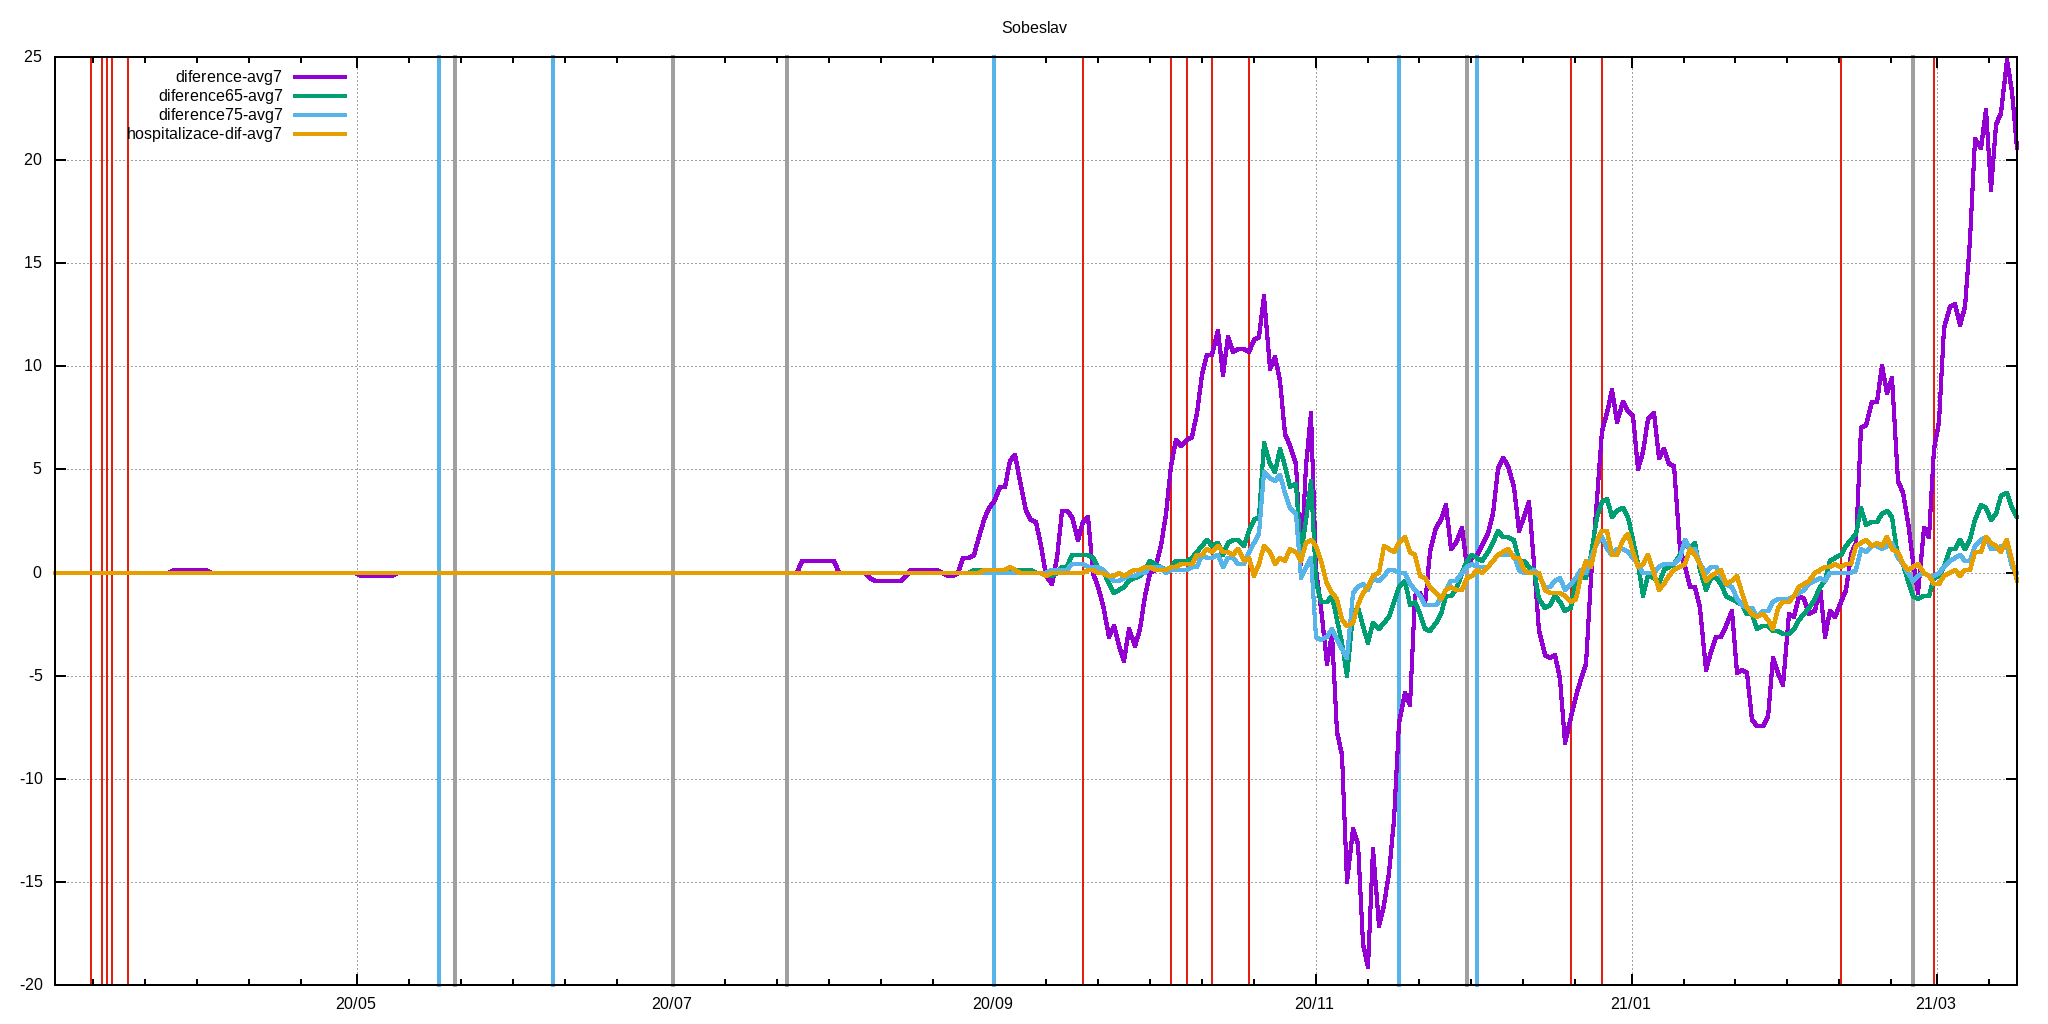 Sobeslav
diference-avg7
diference65-avg7
diference75-avg7
hospitalizace-dif-avg7
25
20
15
10
5
0
-5
-10
-15
-20
20/05 20/07 20/09 20/11 21/01 21/03